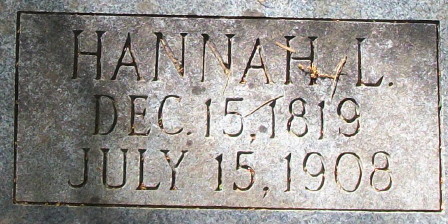 HANNAH L.
DEC. 15, 1819
JULY 15, 1908